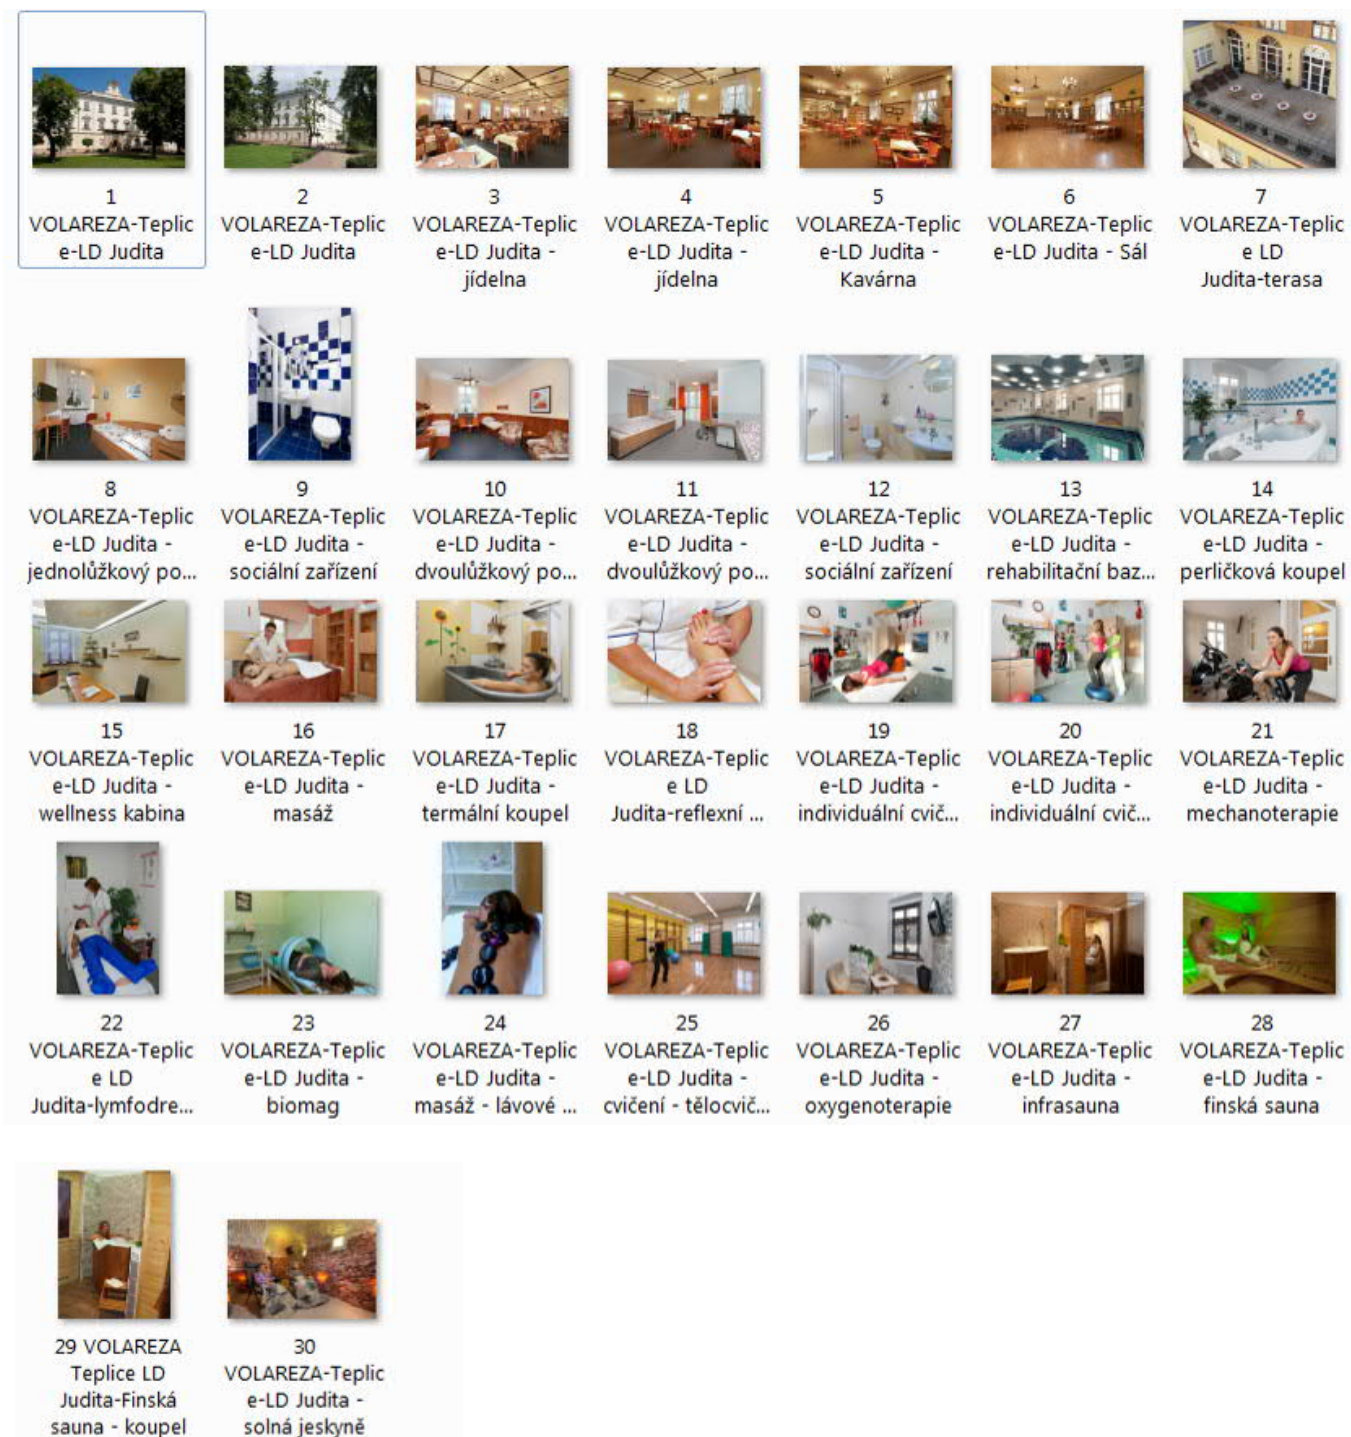 1
VOLAREZA-Teplic
e-LD Judita
2
VOLAREZA-Teplic
e-LD Judita
3
VOLAREZA-Teplic
e-LD Judita -
jídelna
4
VOLAREZA-Teplic
e-LD Judita -
jídelna
5
VOLAREZA-Teplic
e-LD Judita -
Kavárna
6
VOLAREZA-Teplic
e-LD Judita - Sál
7
VOLAREZA-Teplic
e LD
Judita-terasa
8
VOLAREZA-Teplic
e-LD Judita -
jednolůžkový po...
9
VOLAREZA-Teplic
e-LD Judita -
sociální zařízení
10
VOLAREZA-Teplic
e-LD Judita -
dvoulůžkový po...
11
VOLAREZA-Teplic
e-LD Judita -
dvoulůžkový po...
12
VOLAREZA-Teplic
e-LD Judita -
sociální zařízení
13
VOLAREZA-Teplic
e-LD Judita -
rehabilitační baz...
14
VOLAREZA-Teplic
e-LD Judita -
perličková koupel
15
VOLAREZA-Teplic
e-LD Judita -
wellness kabina
16
VOLAREZA-Teplic
e-LD Judita -
masáž
17
VOLAREZA-Teplic
e-LD Judita -
termální koupel
18
VOLAREZA-Teplic
e LD
Judita-reflexní ...
19
VOLAREZA-Teplic
e-LD Judita -
individuální cvič...
20
VOLAREZA-Teplic
e-LD Judita -
individuální cvič...
21
VOLAREZA-Teplic
e-LD Judita -
mechanoterapie
22
VOLAREZA-Teplic
e LD
Judita-lymfodre...
23
VOLAREZA-Teplic
e-LD Judita -
biomag
24
VOLAREZA-Teplic
e-LD Judita -
masáž - lávové ...
25
VOLAREZA-Teplic
e-LD Judita -
cvičení - tělocvič...
26
VOLAREZA-Teplic
e-LD Judita -
oxygenoterapie
27
VOLAREZA-Teplic
e-LD Judita -
infrasauna
28
VOLAREZA-Teplic
e-LD Judita -
finská sauna
29 VOLAREZA
Teplice LD
Judita-Finská
sauna - koupel
30
VOLAREZA-Teplic
e-LD Judita -
solná jeskyně